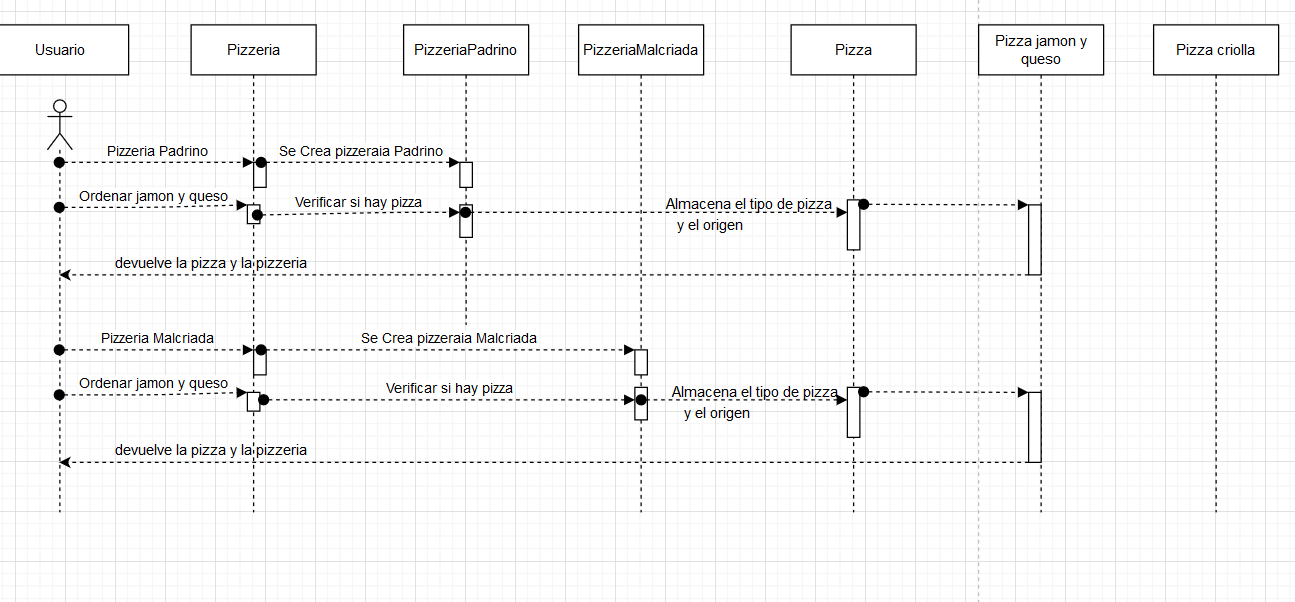 Usuario
Pizzeria
PizzeriaPadrino
PizzeriaMalcriada
Pizza
Pizza jamon y
queso
Pizza criolla
Pizzeria Padrino
Se Crea pizzeraia Padrino
Ordenar jamon y queso
Verificar si hay pizza
Almacena el tipo de pizza
y el origen
devuelve la pizza y la pizzeria
Pizzeria Malcriada
Se Crea pizzeraia Malcriada
Ordenar jamon y queso
Verificar si hay pizza
Almacena el tipo de pizza
y el origen
devuelve la pizza y la pizzeria